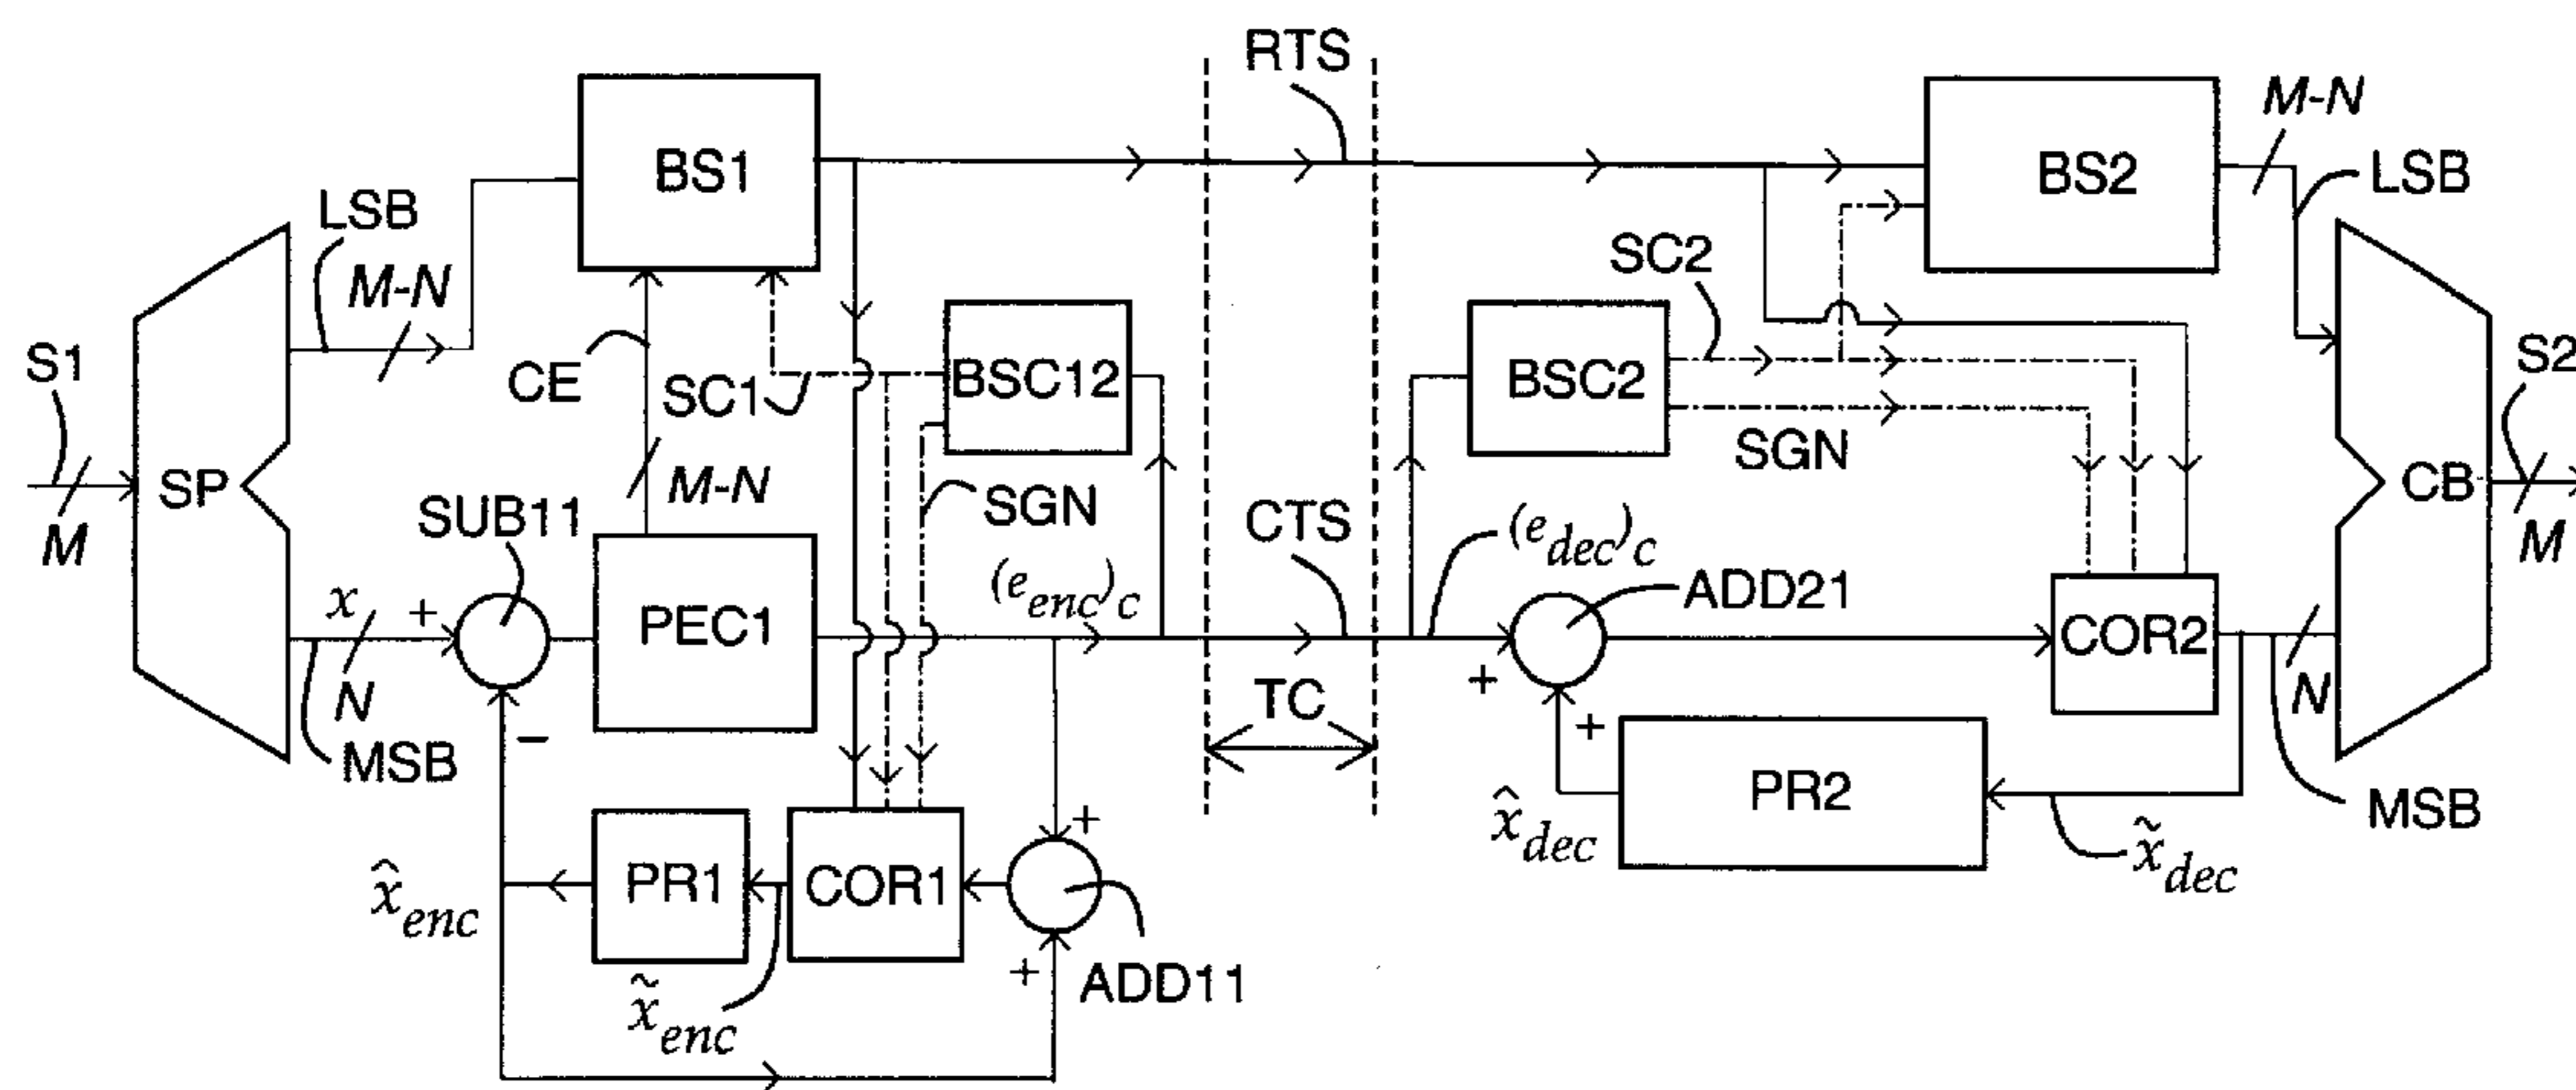 RTS
M-N
BS1
BS2
LSB
LSB
M-N
SC2
S1
CE
SC1
BSC12
BSC2
S2
SP
M-N
SGN
SGN
CB
M
SUB11
CTS
(e_dec)_c
M
x
+
PEC1
(e_enc)_c
ADD21
COR2
N
−
+
TC
+
N
MSB
PR2
MSB
x̂_dec
x̃_dec
+
x̂_enc
PR1
COR1
x̃_enc
+
ADD11